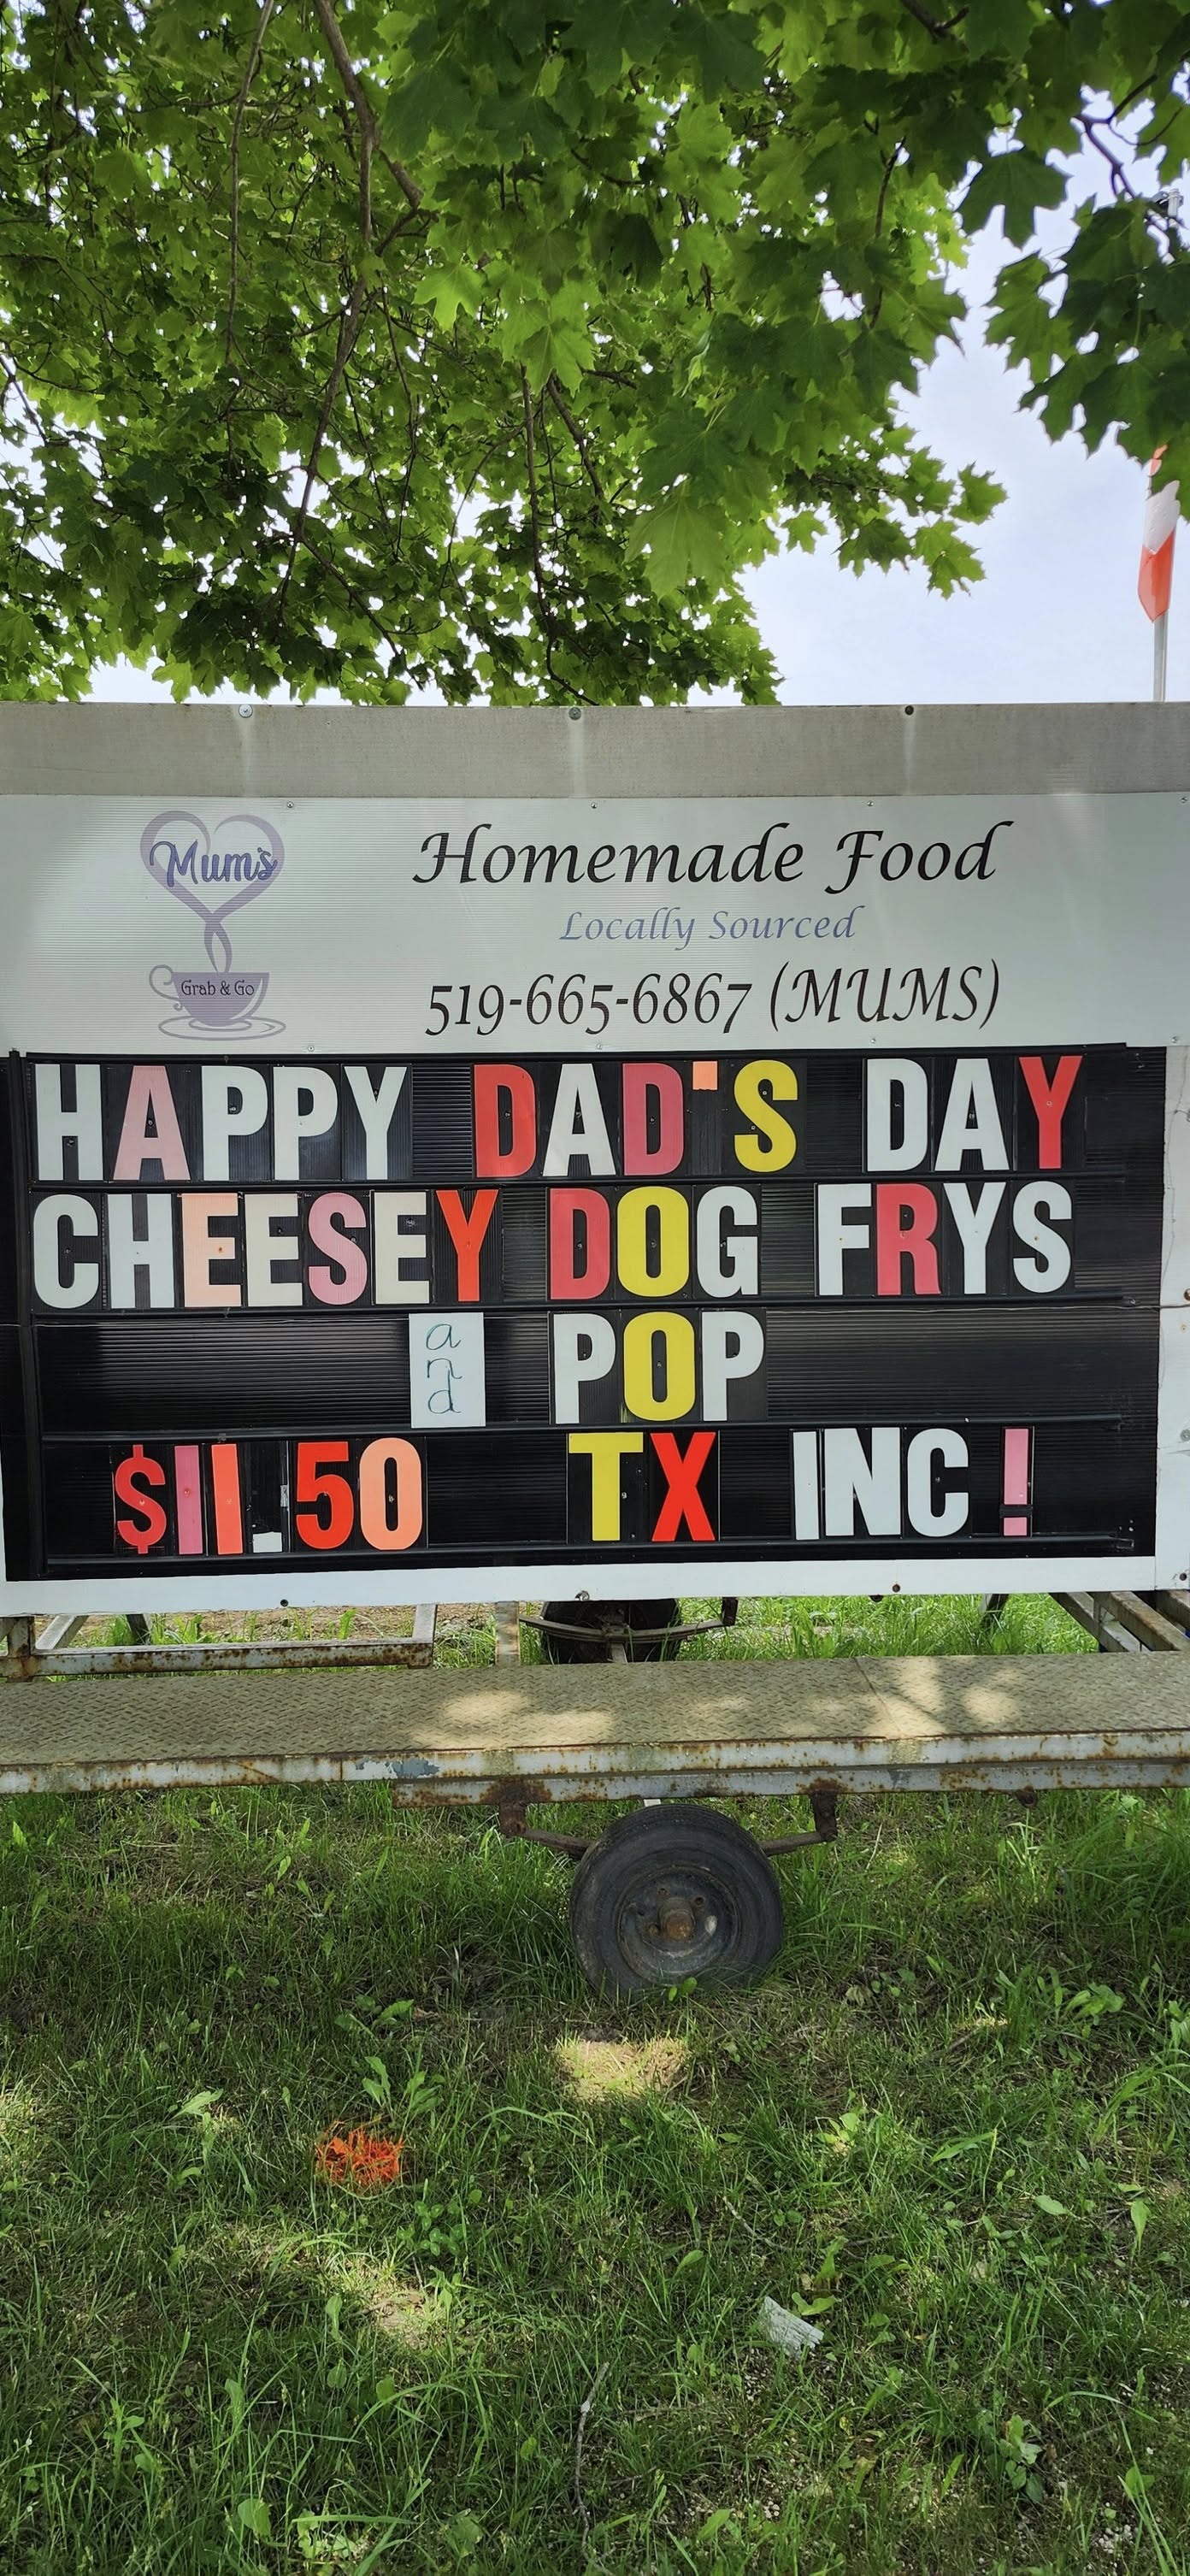 Mums
Grab & Go
Homemade Food
Locally Sourced
519-665-6867 (MUMS)
HAPPY DAD'S DAY
CHEESEY DOG FRYS
and POP
$11.50 TX INC!